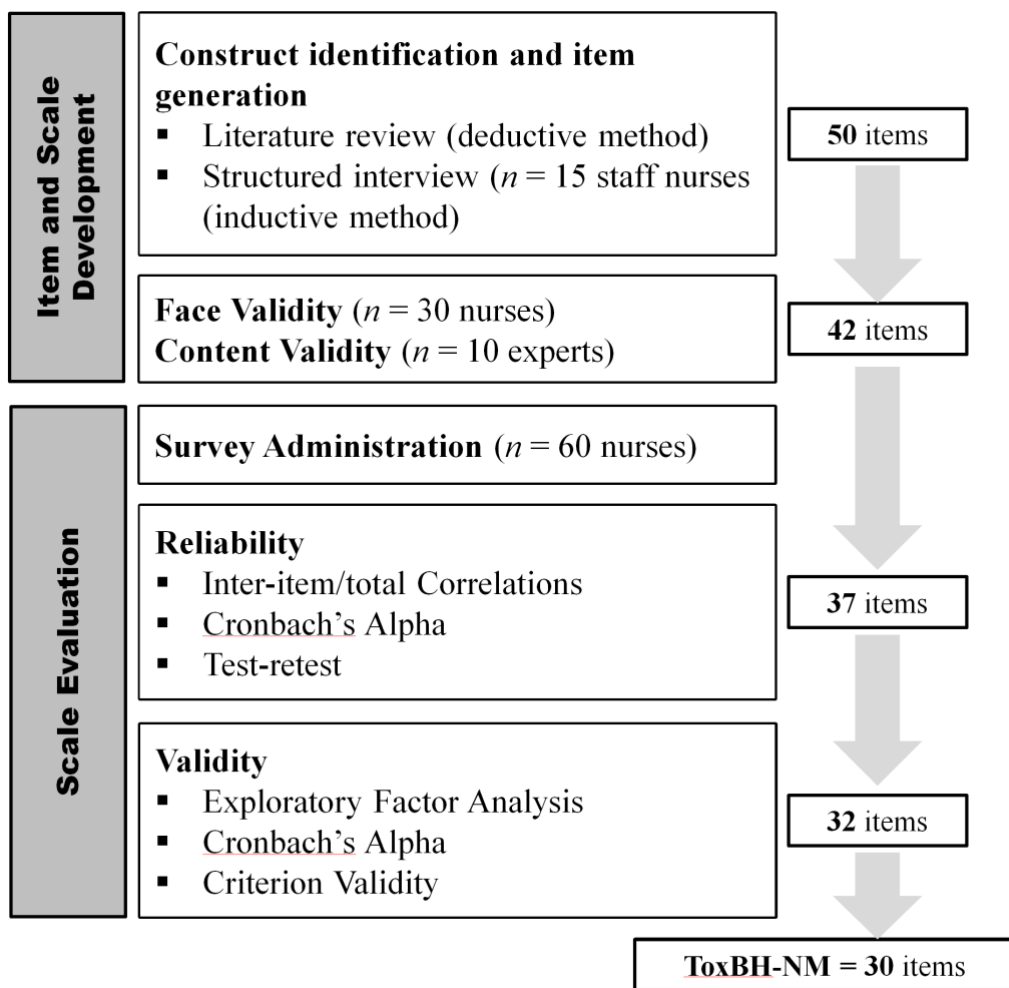 Item and Scale
Development
Construct identification and item
generation
▪ Literature review (deductive method)
▪ Structured interview (n = 15 staff nurses
(inductive method)
50 items
Face Validity (n = 30 nurses)
Content Validity (n = 10 experts)
42 items
Scale Evaluation
Survey Administration (n = 60 nurses)
Reliability
▪ Inter-item/total Correlations
▪ Cronbach’s Alpha
▪ Test-retest
37 items
Validity
▪ Exploratory Factor Analysis
▪ Cronbach’s Alpha
▪ Criterion Validity
32 items
ToxBH-NM = 30 items